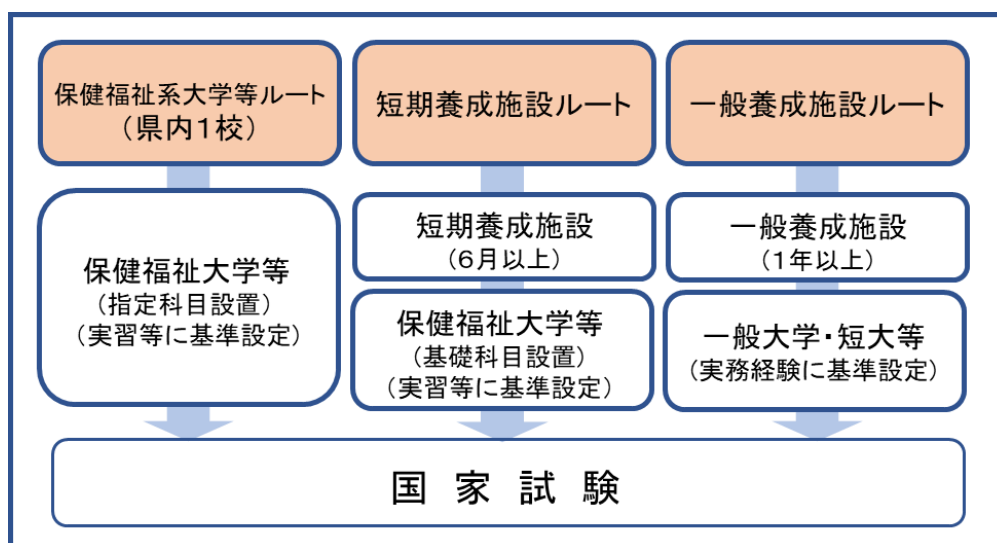 保健福祉系大学等ルート
（県内１校）
短期養成施設ルート
一般養成施設ルート
保健福祉大学等
（指定科目設置）
（実習等に基準設定）
短期養成施設
（６月以上）
保健福祉大学等
（基礎科目設置）
（実習等に基準設定）
一般養成施設
（１年以上）
一般大学・短大等
（実務経験に基準設定）
国　家　試　験